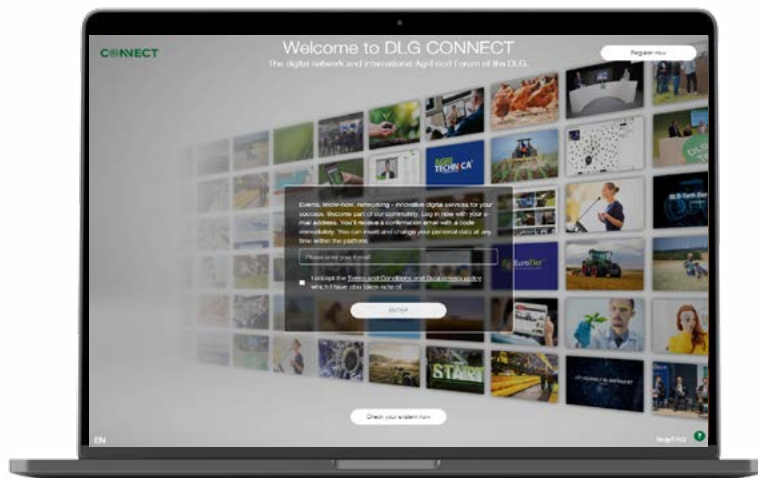 CONNECT
Welcome to DLG CONNECT
The digital network and international AgriFood Forum of the DLG.
Register now
AGRI
TECHNICA
DLG
Events, know-how, networking - innovative digital services for your
success. Become part of our community. Log in now with your e-
mail address. You'll receive a confirmation email with a code
immediately. You can insert and change your personal data at any
time within the platform.
Please enter your E-mail
EuroTier
I accept the Terms and Conditions and Data privacy policy
which I have also taken note of.
ENTER
START
Check your system now
EN
Help/FAQ
?